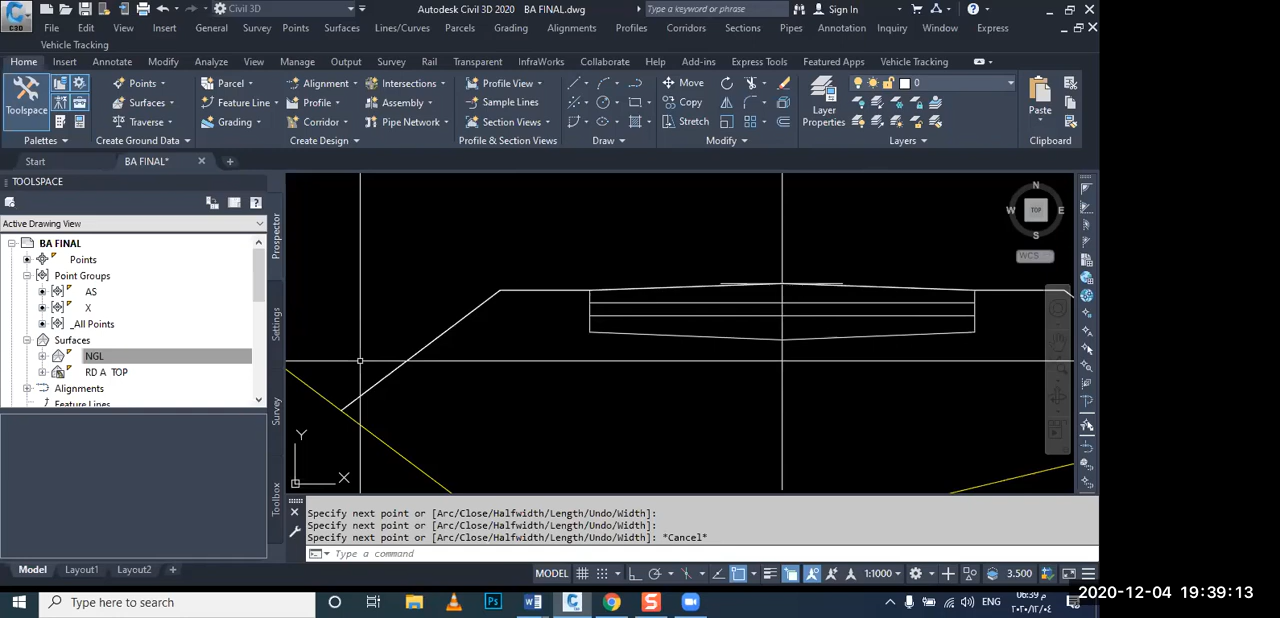 Civil 3D
Autodesk Civil 3D 2020 BA FINAL.dwg
Type a keyword or phrase
Sign In
File Edit View Insert General Survey Points Surfaces Lines/Curves Parcels Grading Alignments Profiles Corridors Sections Pipes Annotation Inquiry Window Express
Vehicle Tracking
Home Insert Annotate Modify Analyze View Manage Output Survey Rail Transparent InfraWorks Collaborate Help Add-ins Express Tools Featured Apps Vehicle Tracking
Points Parcel Alignment Intersections Profile View Move 0
Toolspace Surfaces Feature Line Profile Assembly Sample Lines Copy Layer Properties Paste
Traverse Grading Corridor Pipe Network Section Views Stretch
Palettes Create Ground Data Create Design Profile & Section Views Draw Modify Layers Clipboard
Start BA FINAL*
TOOLSPACE
Active Drawing View
BA FINAL
Points
Point Groups
AS
X
_All Points
Surfaces
NGL
RD A TOP
Alignments
Feature Lines
Prospector
Settings
Survey
Toolbox
N
W TOP E
S
WCS
Y
X
Specify next point or [Arc/Close/Halfwidth/Length/Undo/Width]:
Specify next point or [Arc/Close/Halfwidth/Length/Undo/Width]:
Specify next point or [Arc/Close/Halfwidth/Length/Undo/Width]: *Cancel*
Type a command
Model Layout1 Layout2
MODEL 1:1000 3.500
Type here to search
ENG
06:39 م
٢٠٢٠/١٢/٠٤
2020-12-04 19:39:13